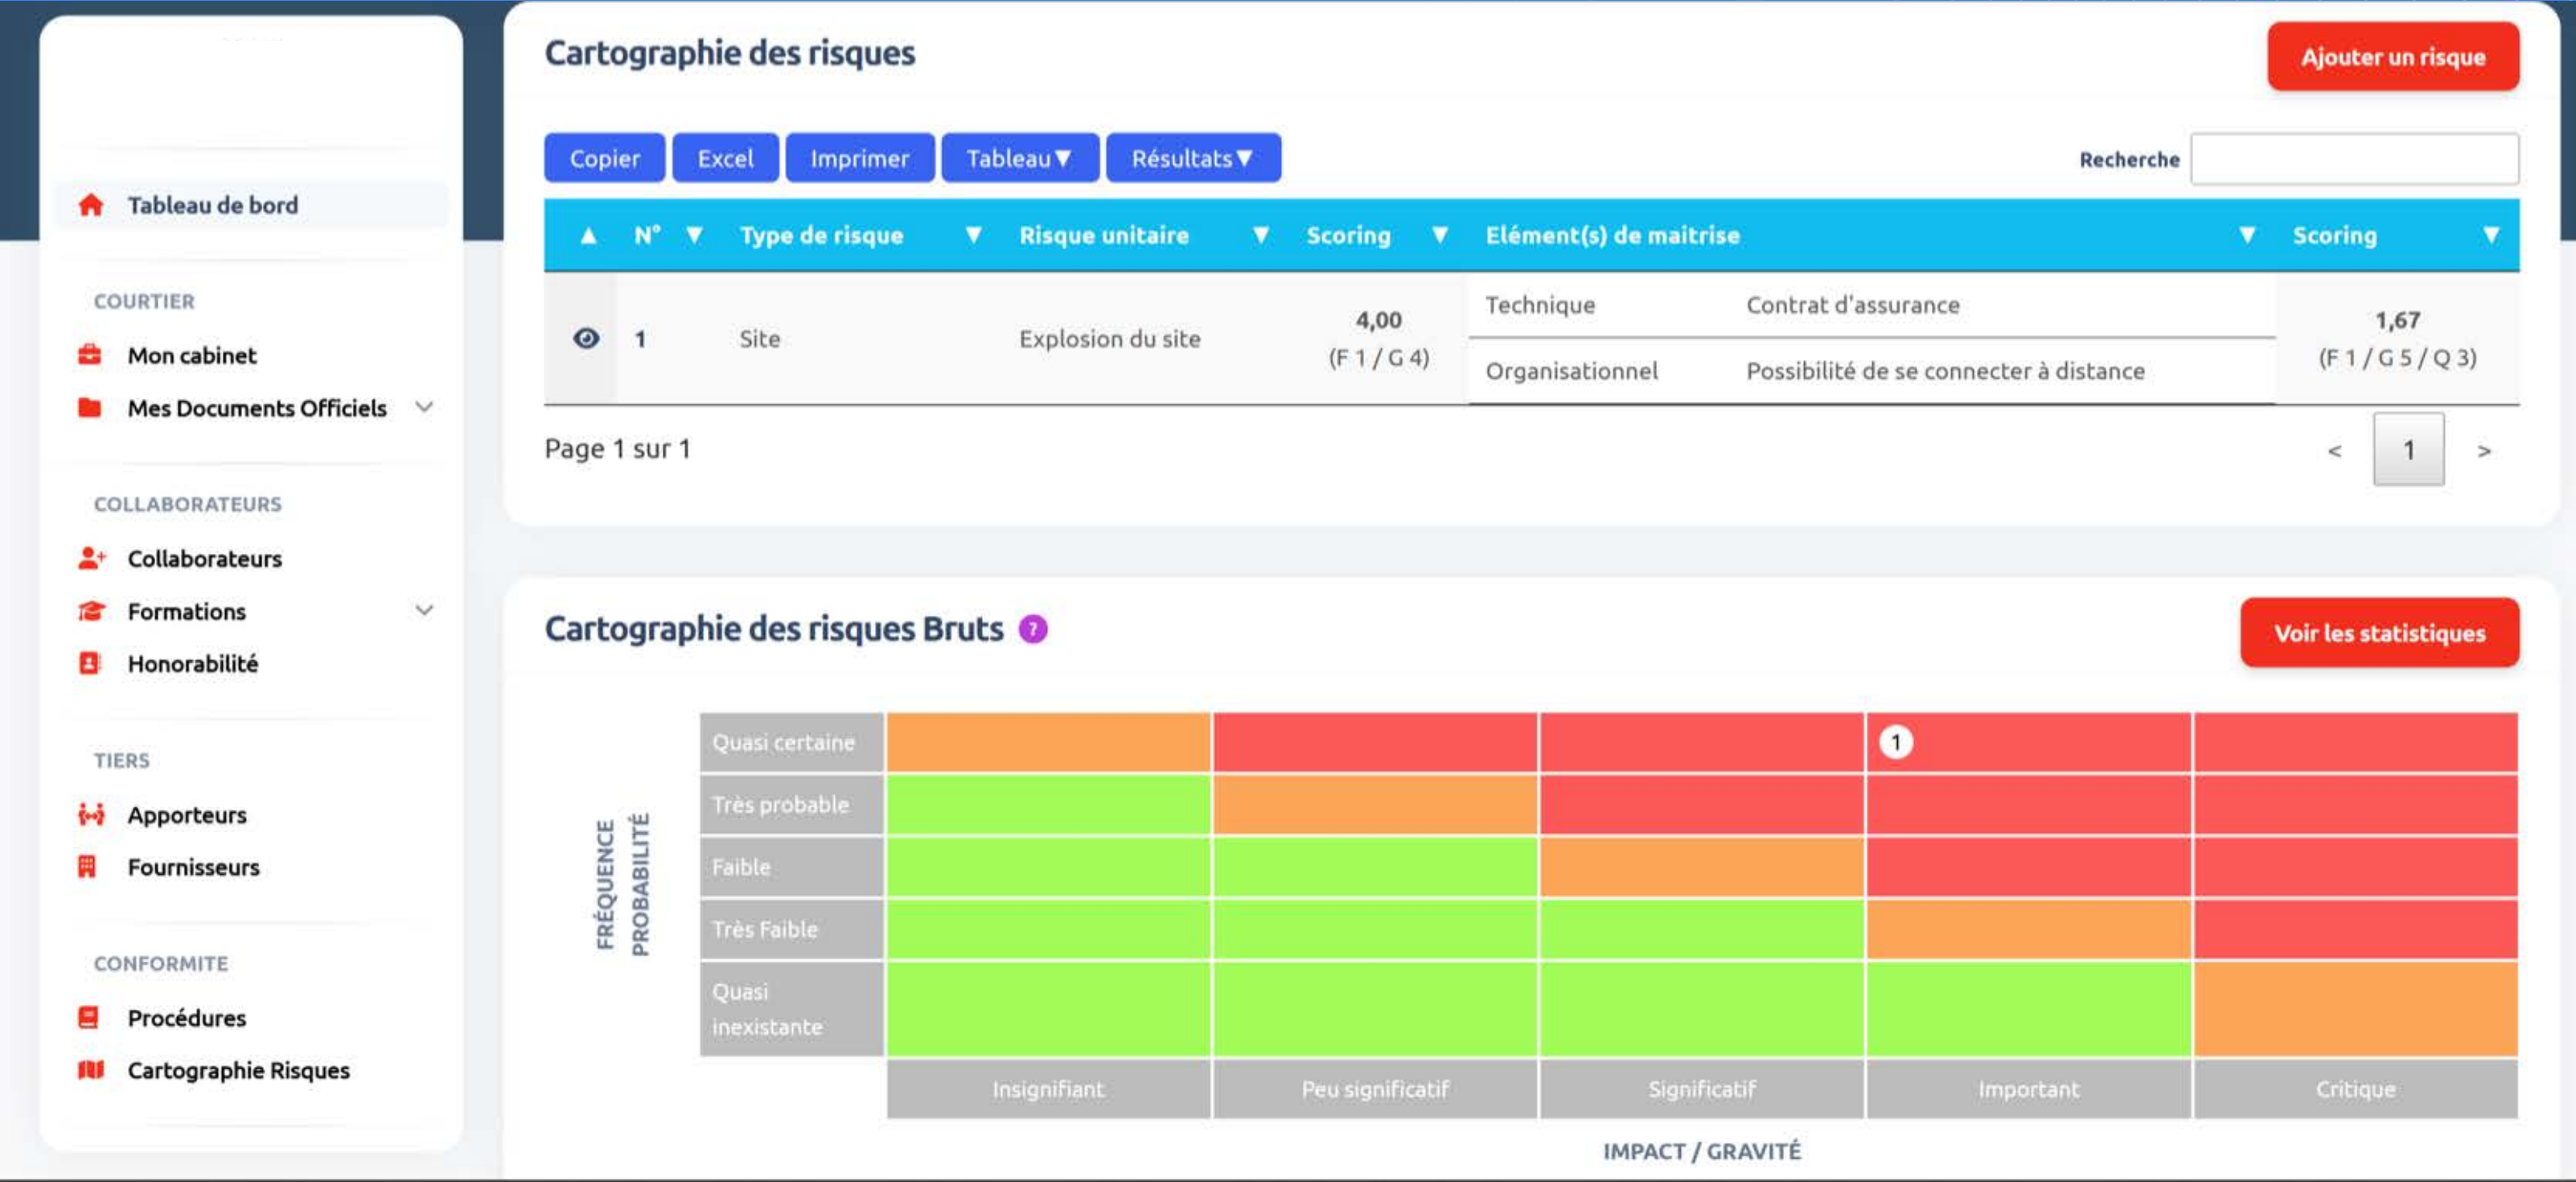 Tableau de bord
COURTIER
Mon cabinet
Mes Documents Officiels
COLLABORATEURS
Collaborateurs
Formations
Honorabilité
TIERS
Apporteurs
Fournisseurs
CONFORMITE
Procédures
Cartographie Risques
Cartographie des risques
Ajouter un risque
Copier Excel Imprimer Tableau▼ Résultats▼ Recherche
▲ N° ▼ Type de risque ▼ Risque unitaire ▼ Scoring ▼ Elément(s) de maitrise ▼ Scoring ▼
1 Site Explosion du site 4,00 (F 1 / G 4) Technique Contrat d'assurance 1,67 (F 1 / G 5 / Q 3)
Organisationnel Possibilité de se connecter à distance
Page 1 sur 1
< 1 >
Cartographie des risques Bruts ?
Voir les statistiques
FRÉQUENCE
PROBABILITÉ
Quasi certaine 1
Très probable
Faible
Très Faible
Quasi
inexistante
Insignifiant Peu significatif Significatif Important Critique
IMPACT / GRAVITÉ